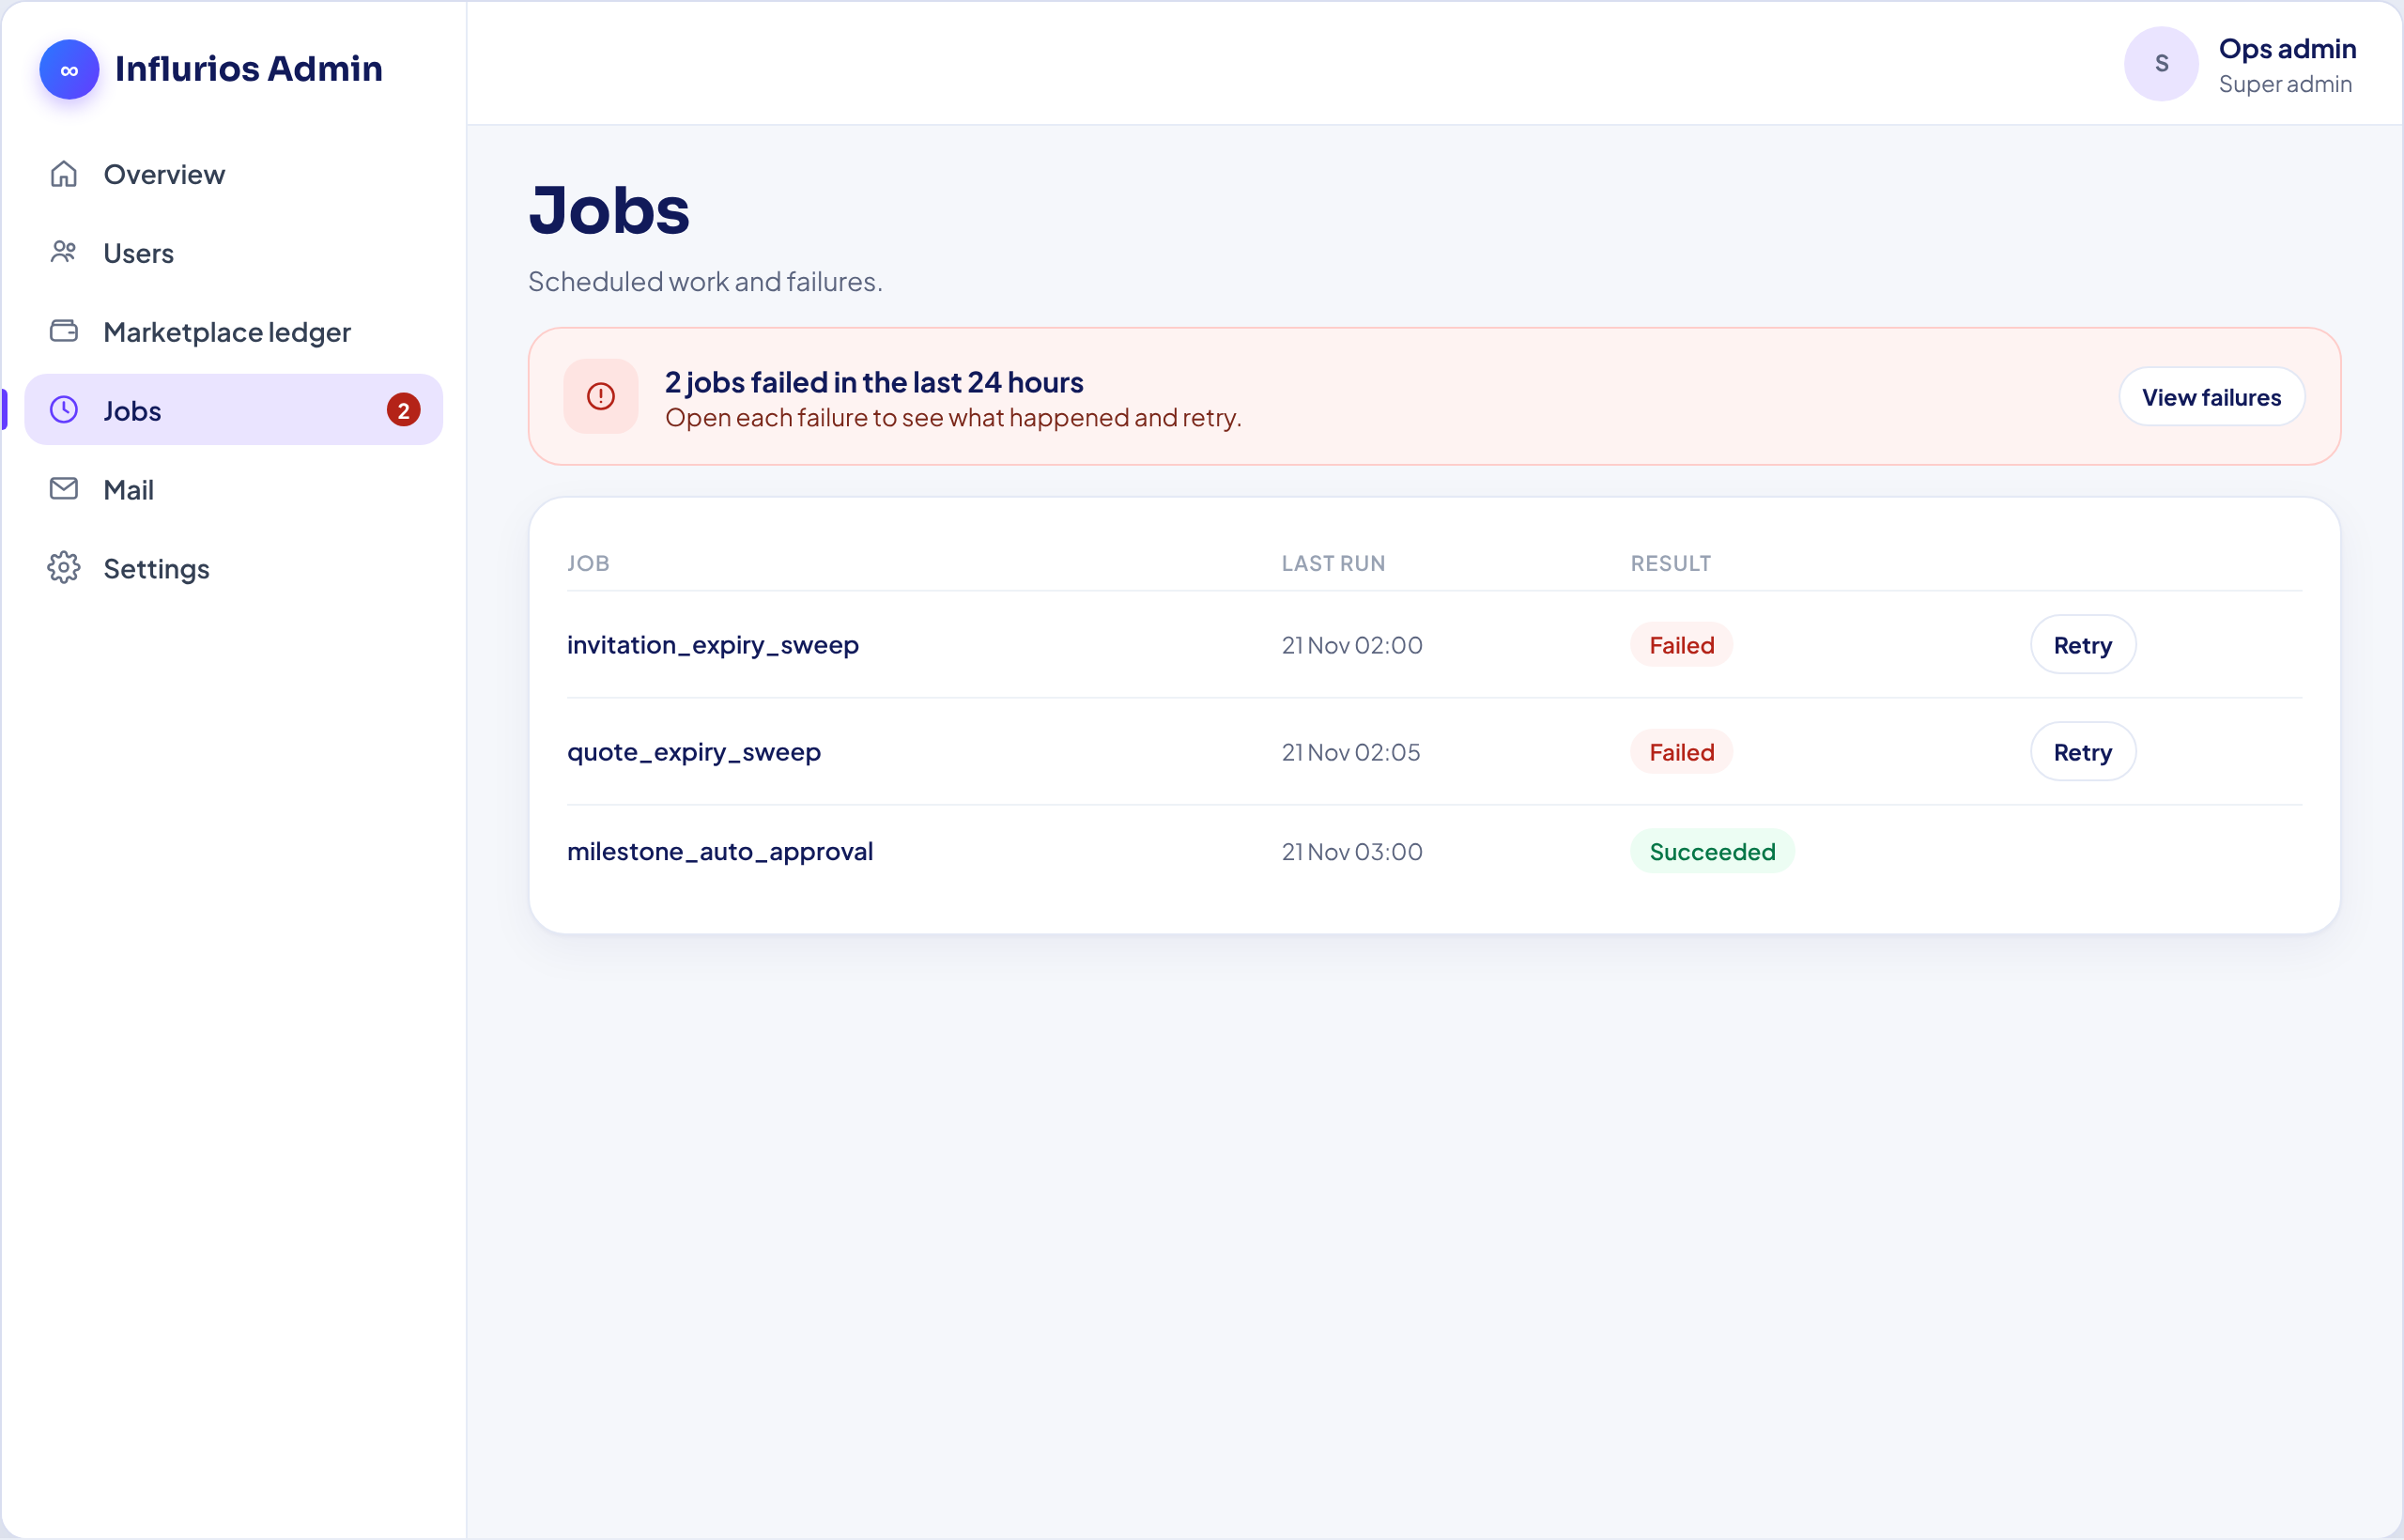 ∞ Influrios Admin
S
Ops admin
Super admin
Overview
Users
Marketplace ledger
Jobs 2
Mail
Settings
Jobs
Scheduled work and failures.
2 jobs failed in the last 24 hours
Open each failure to see what happened and retry.
View failures
JOB LAST RUN RESULT
invitation_expiry_sweep 21 Nov 02:00 Failed Retry
quote_expiry_sweep 21 Nov 02:05 Failed Retry
milestone_auto_approval 21 Nov 03:00 Succeeded